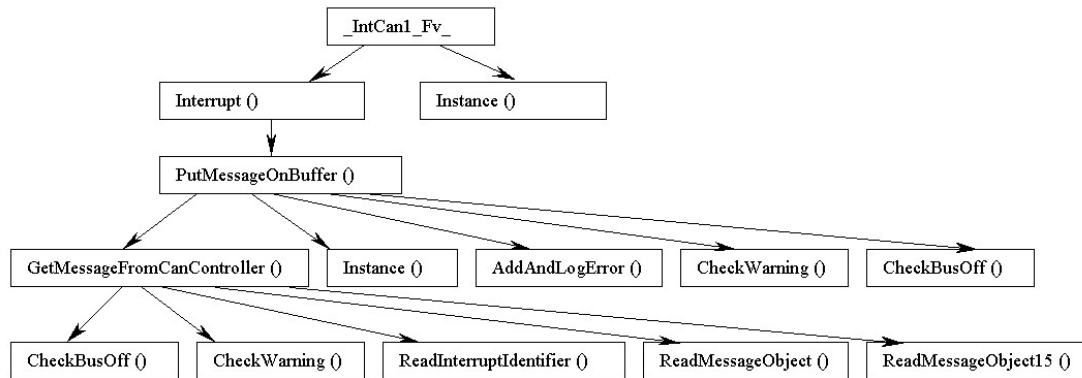 _IntCan1_Fv_
Interrupt ()
Instance ()
PutMessageOnBuffer ()
GetMessageFromCanController ()
Instance ()
AddAndLogError ()
CheckWarning ()
CheckBusOff ()
CheckBusOff ()
CheckWarning ()
ReadInterruptIdentifier ()
ReadMessageObject ()
ReadMessageObject15 ()